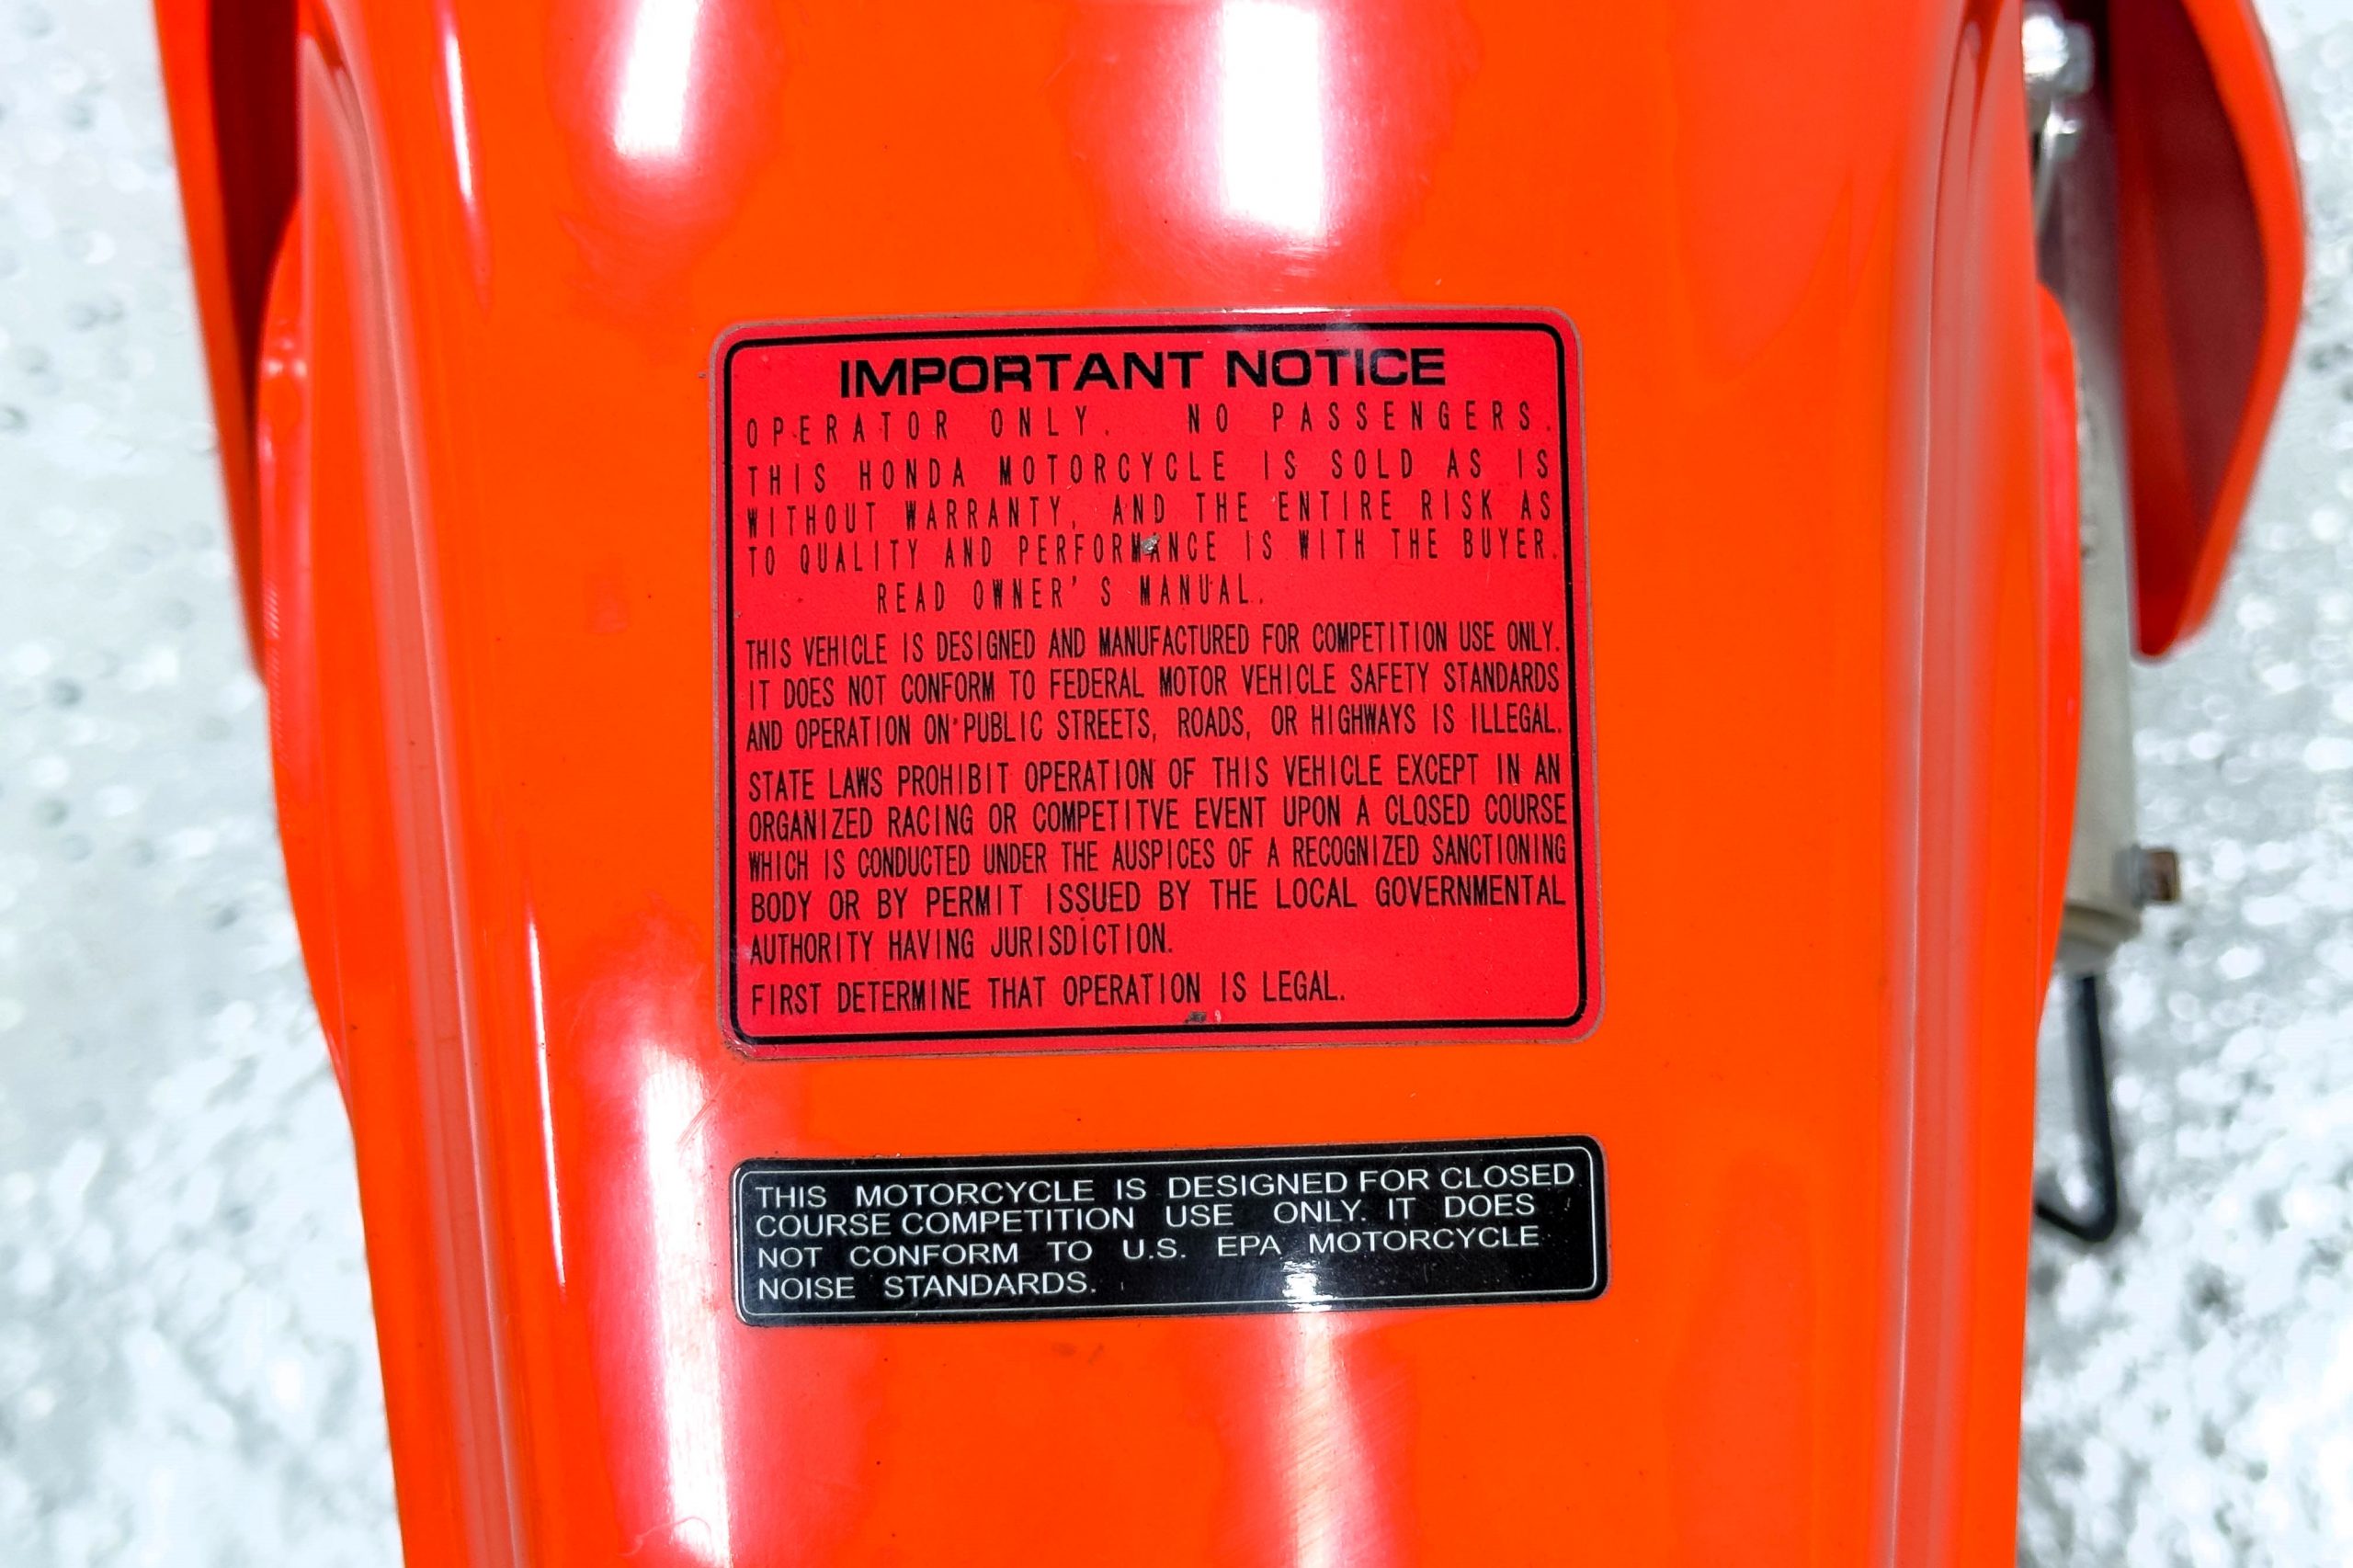 IMPORTANT NOTICE
OPERATOR ONLY. NO PASSENGERS.
THIS HONDA MOTORCYCLE IS SOLD AS IS
WITHOUT WARRANTY, AND THE ENTIRE RISK AS
TO QUALITY AND PERFORMANCE IS WITH THE BUYER.
READ OWNER'S MANUAL.
THIS VEHICLE IS DESIGNED AND MANUFACTURED FOR COMPETITION USE ONLY.
IT DOES NOT CONFORM TO FEDERAL MOTOR VEHICLE SAFETY STANDARDS
AND OPERATION ON PUBLIC STREETS, ROADS, OR HIGHWAYS IS ILLEGAL.
STATE LAWS PROHIBIT OPERATION OF THIS VEHICLE EXCEPT IN AN
ORGANIZED RACING OR COMPETITVE EVENT UPON A CLOSED COURSE
WHICH IS CONDUCTED UNDER THE AUSPICES OF A RECOGNIZED SANCTIONING
BODY OR BY PERMIT ISSUED BY THE LOCAL GOVERNMENTAL
AUTHORITY HAVING JURISDICTION.
FIRST DETERMINE THAT OPERATION IS LEGAL.
THIS MOTORCYCLE IS DESIGNED FOR CLOSED
COURSE COMPETITION USE ONLY. IT DOES
NOT CONFORM TO U.S. EPA MOTORCYCLE
NOISE STANDARDS.